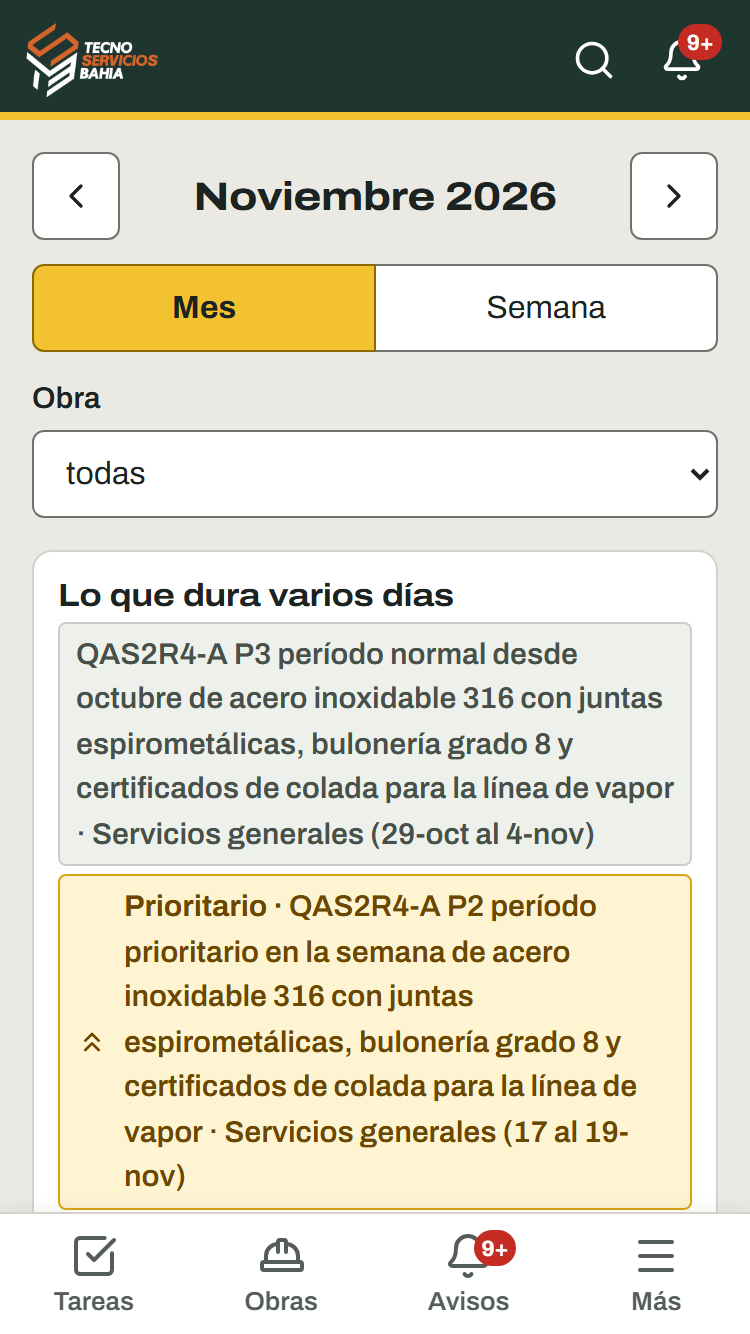 TECNO
SERVICIOS
BAHIA
9+
Noviembre 2026
Mes
Semana
Obra
todas
Lo que dura varios días
QAS2R4-A P3 período normal desde
octubre de acero inoxidable 316 con juntas
espirometálicas, bulonería grado 8 y
certificados de colada para la línea de vapor
· Servicios generales (29-oct al 4-nov)
Prioritario · QAS2R4-A P2 período
prioritario en la semana de acero
inoxidable 316 con juntas
espirometálicas, bulonería grado 8 y
certificados de colada para la línea de
vapor · Servicios generales (17 al 19-
nov)
9+
Tareas
Obras
Avisos
Más